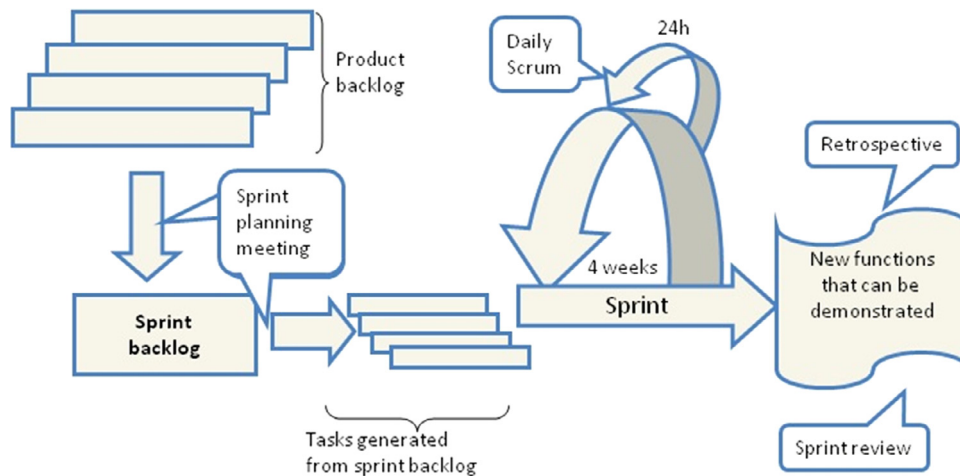 Product
backlog
Sprint
planning
meeting
Sprint
backlog
Tasks generated
from sprint backlog
Daily
Scrum
24h
4 weeks
Sprint
Retrospective
New functions
that can be
demonstrated
Sprint review